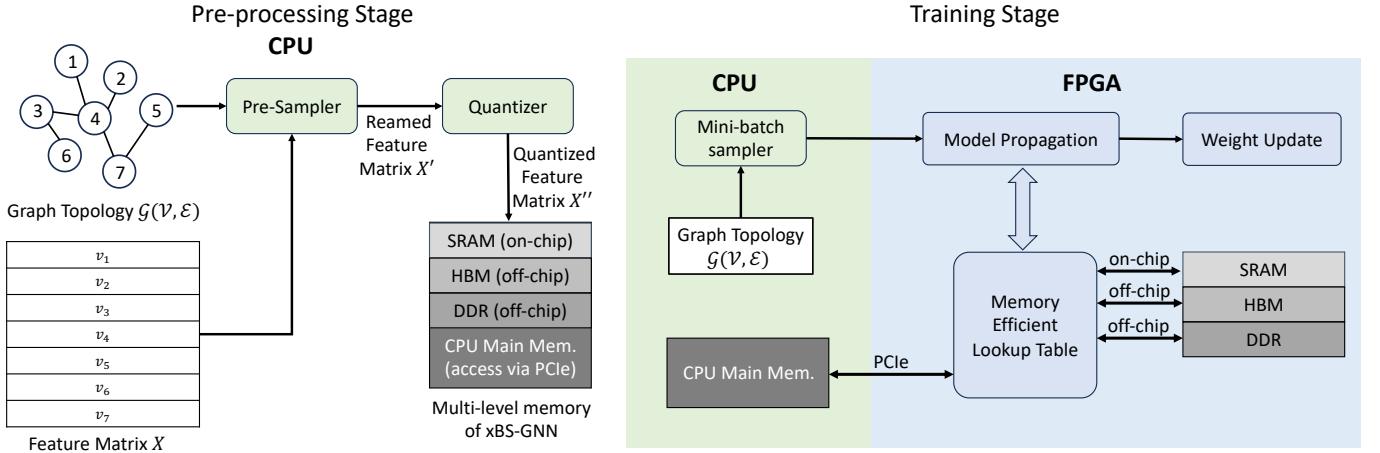 Pre-processing Stage
CPU
1
2
3
4
5
6
7
Graph Topology 𝒢(𝒱, ℰ)
Pre-Sampler
Reamed
Feature
Matrix X′
Quantizer
Quantized
Feature
Matrix X′′
v₁
v₂
v₃
v₄
v₅
v₆
v₇
Feature Matrix X
SRAM (on-chip)
HBM (off-chip)
DDR (off-chip)
CPU Main Mem.
(access via PCIe)
Multi-level memory
of xBS-GNN
Training Stage
CPU
FPGA
Mini-batch
sampler
Model Propagation
Weight Update
Graph Topology
𝒢(𝒱, ℰ)
Memory
Efficient
Lookup Table
on-chip
off-chip
off-chip
SRAM
HBM
DDR
CPU Main Mem.
PCIe